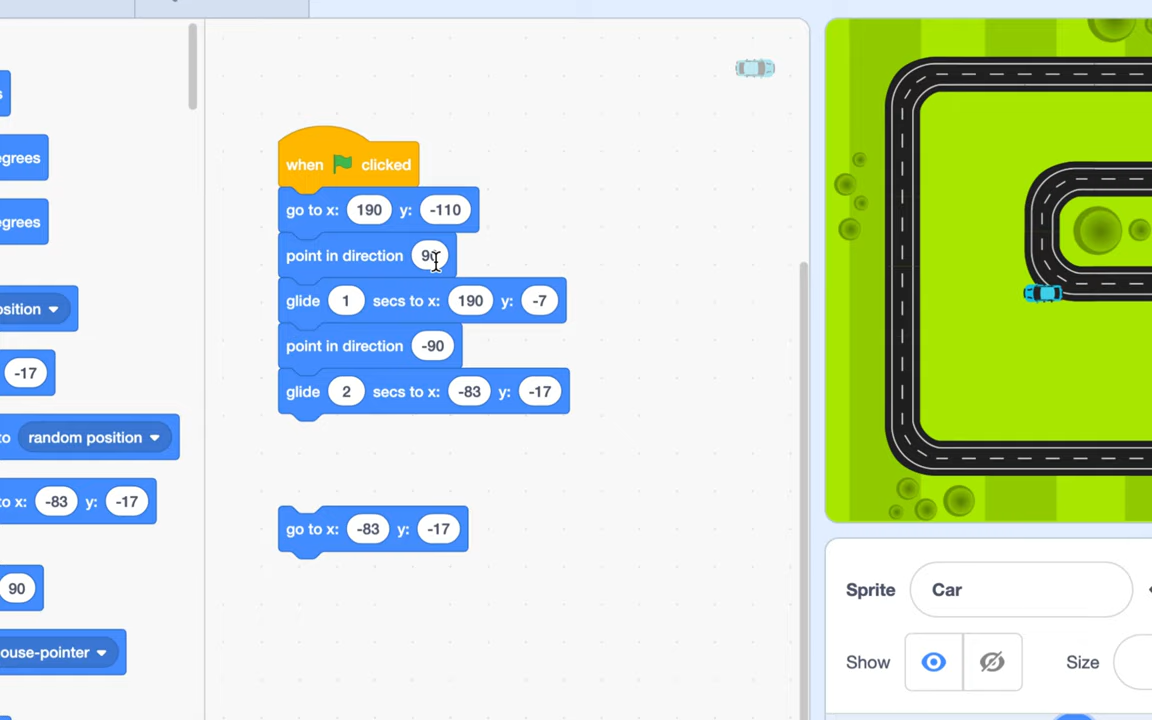 when clicked
go to x: 190 y: -110
point in direction
glide 1 secs to x: 190 y: -7
point in direction -90
glide 2 secs to x: -83 y: -17
go to x: -83 y: -17
egrees
egrees
osition
-17
o random position
o x: -83 y: -17
90
ouse-pointer
Sprite Car
Show Size